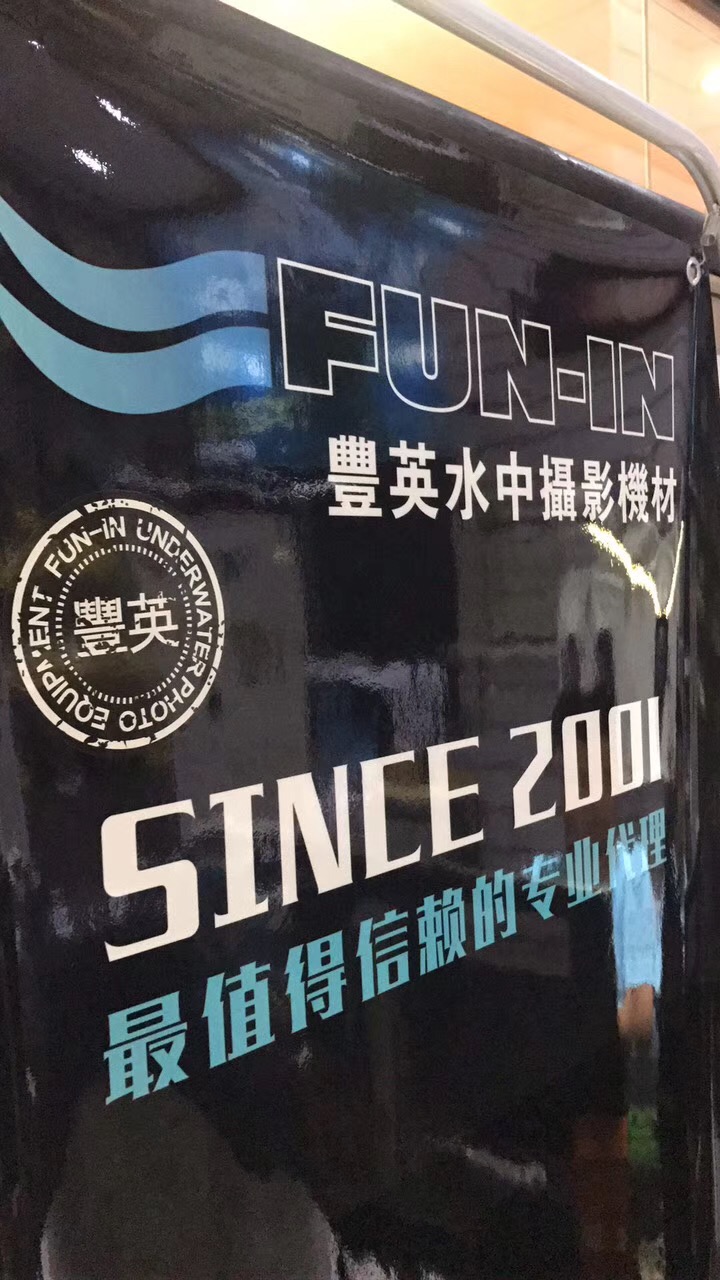 FUN-IN
豐英水中攝影機材
FUN-IN UNDERWATER PHOTO EQUIPMENT
豐英
SINCE 2001
最值得信赖的专业代理